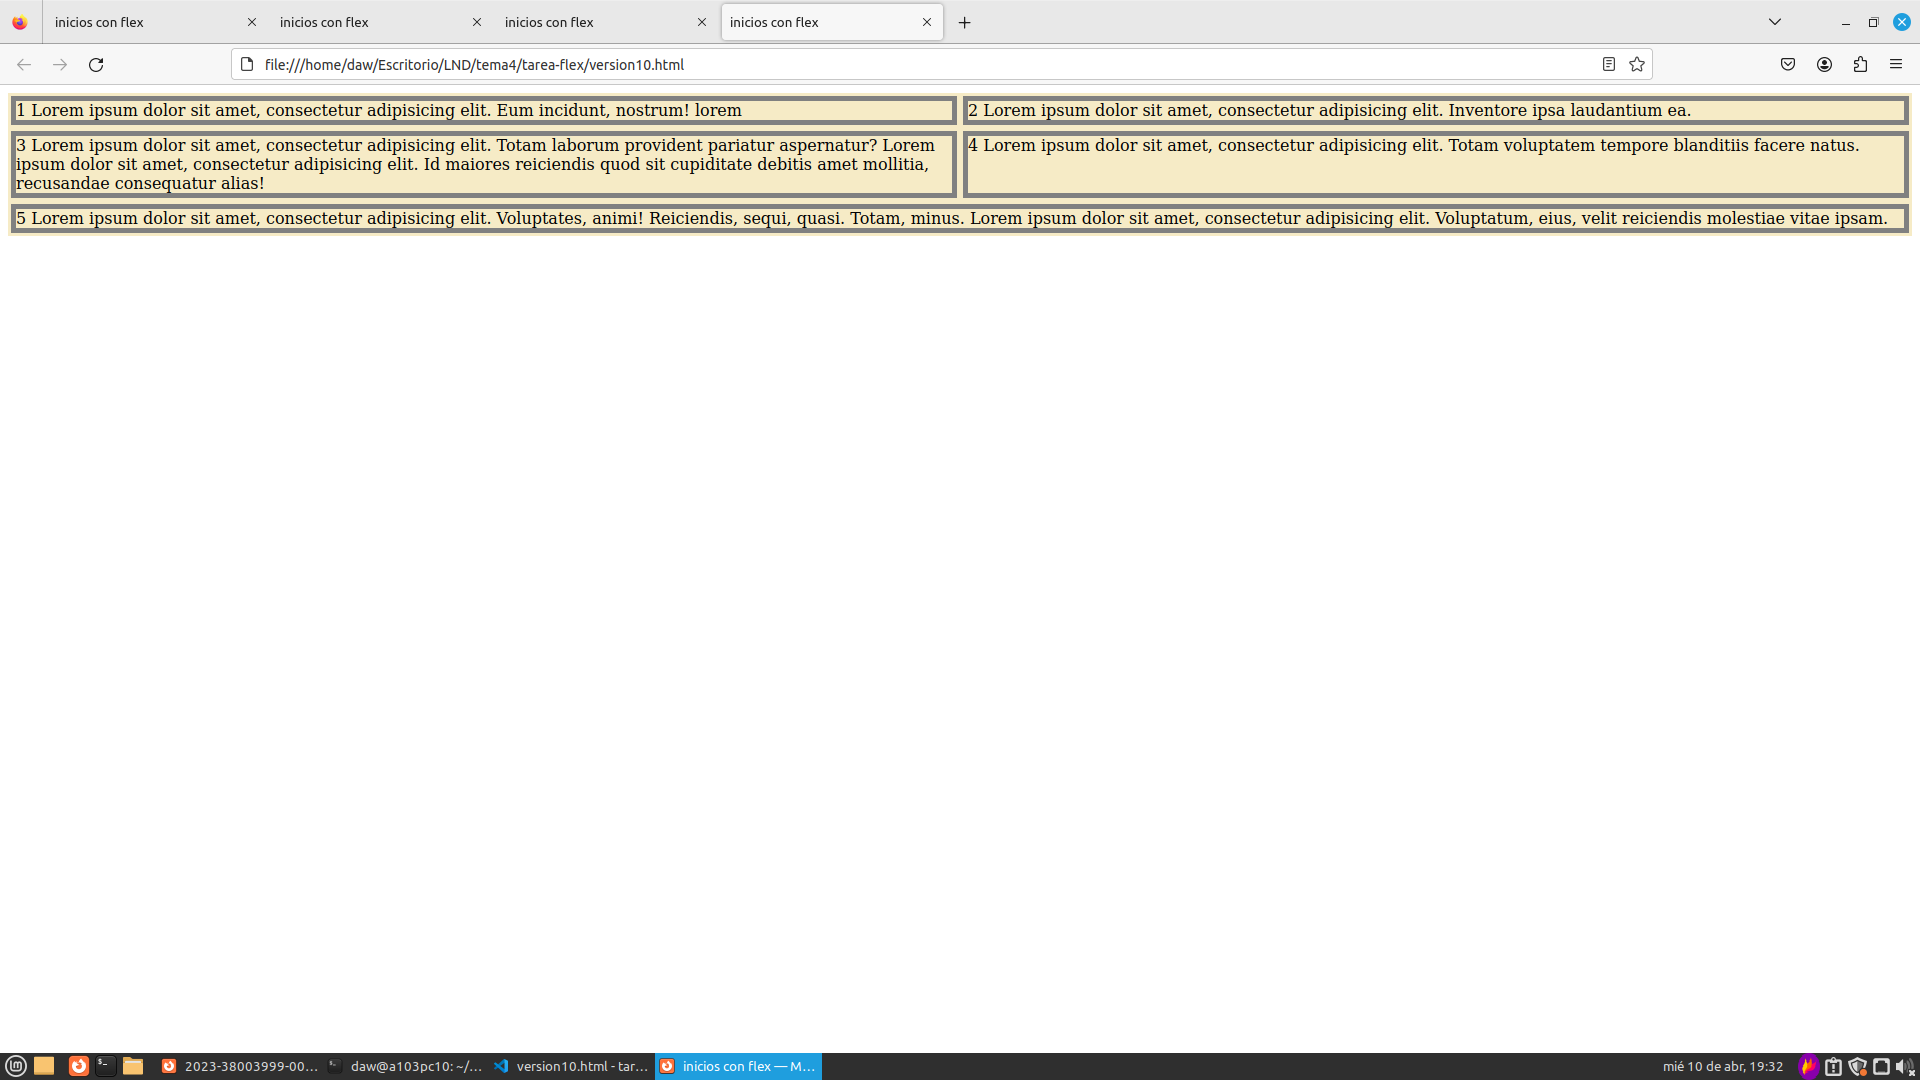 inicios con flex
inicios con flex
inicios con flex
inicios con flex
file:///home/daw/Escritorio/LND/tema4/tarea-flex/version10.html
1 Lorem ipsum dolor sit amet, consectetur adipisicing elit. Eum incidunt, nostrum! lorem
2 Lorem ipsum dolor sit amet, consectetur adipisicing elit. Inventore ipsa laudantium ea.
3 Lorem ipsum dolor sit amet, consectetur adipisicing elit. Totam laborum provident pariatur aspernatur? Lorem
ipsum dolor sit amet, consectetur adipisicing elit. Id maiores reiciendis quod sit cupiditate debitis amet mollitia,
recusandae consequatur alias!
4 Lorem ipsum dolor sit amet, consectetur adipisicing elit. Totam voluptatem tempore blanditiis facere natus.
5 Lorem ipsum dolor sit amet, consectetur adipisicing elit. Voluptates, animi! Reiciendis, sequi, quasi. Totam, minus. Lorem ipsum dolor sit amet, consectetur adipisicing elit. Voluptatum, eius, velit reiciendis molestiae vitae ipsam.
2023-38003999-00...
daw@a103pc10: ~/...
version10.html - tar...
inicios con flex — M...
mié 10 de abr, 19:32